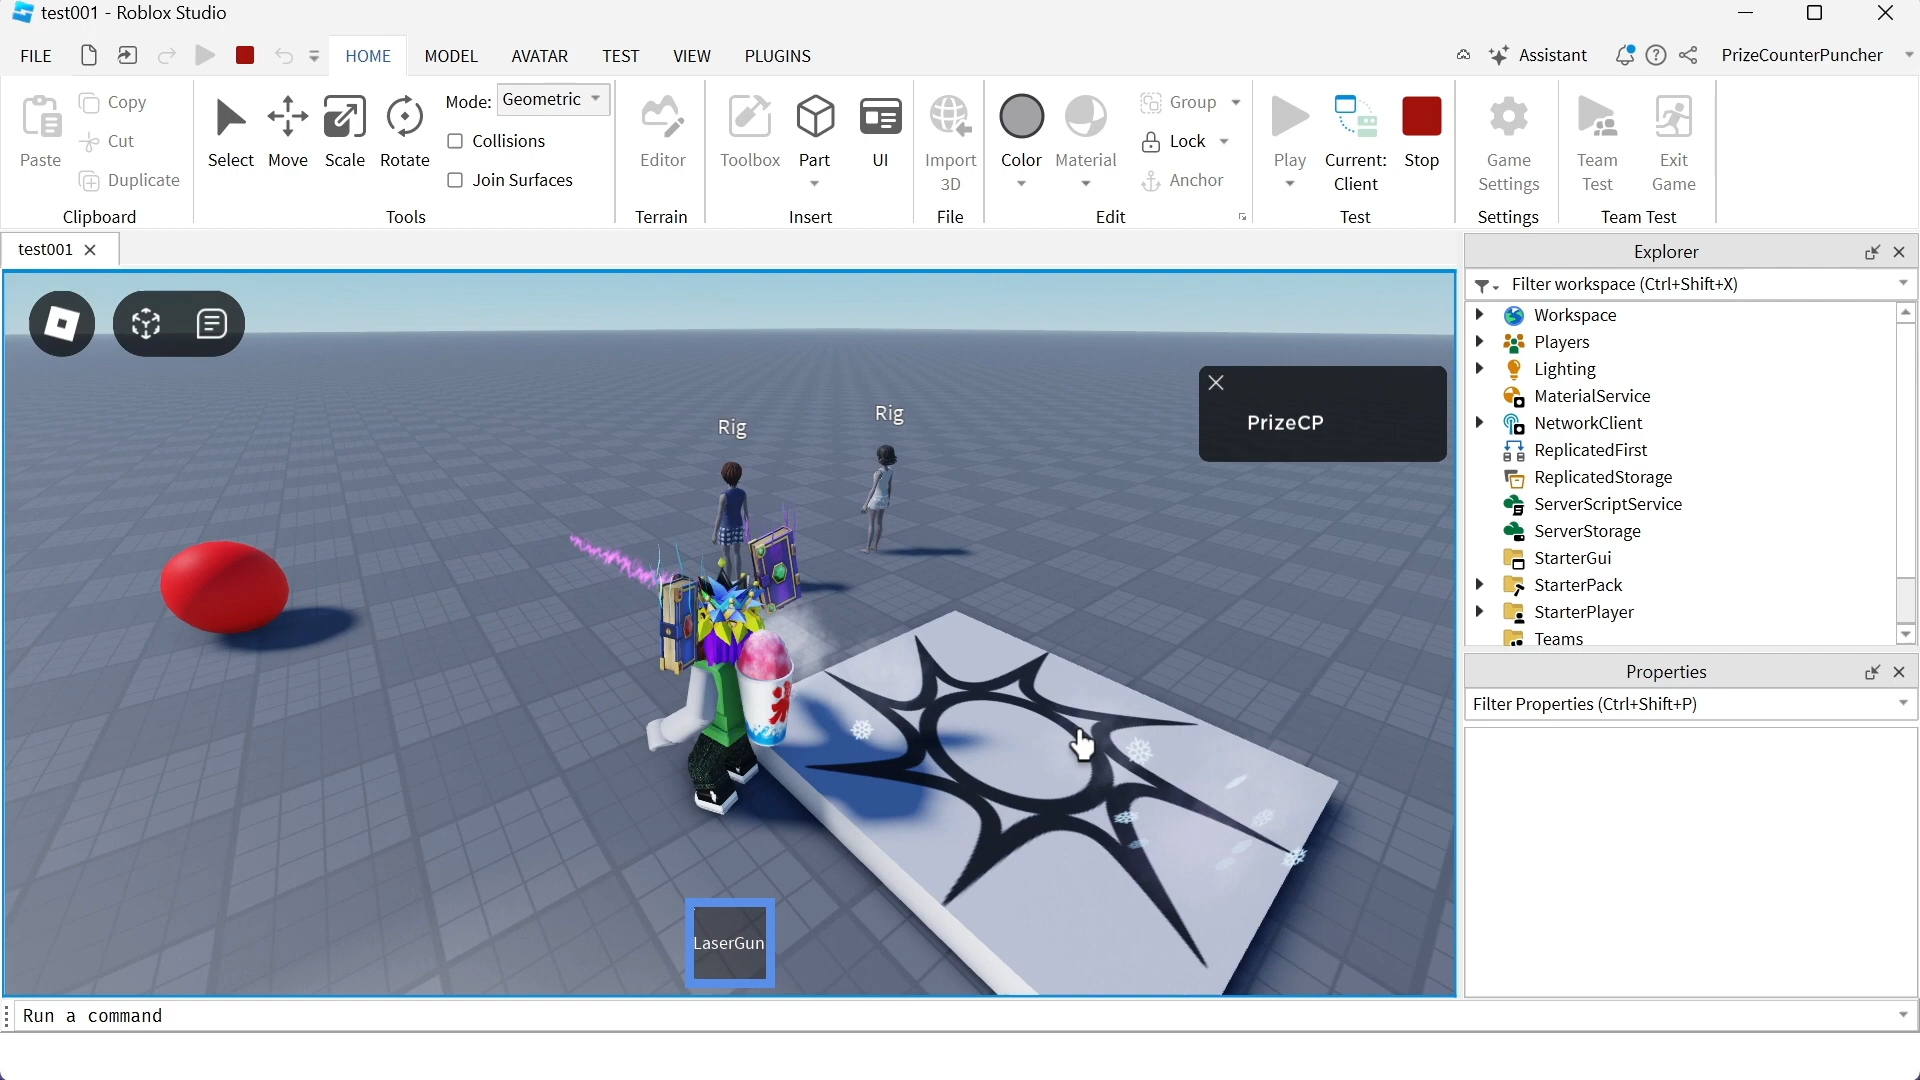 test001 - Roblox Studio
FILE
HOME
MODEL
AVATAR
TEST
VIEW
PLUGINS
Assistant
PrizeCounterPuncher
Paste
Copy
Cut
Duplicate
Clipboard
Select
Move
Scale
Rotate
Mode: Geometric
Collisions
Join Surfaces
Tools
Editor
Terrain
Toolbox
Part
UI
Insert
Import
3D
File
Color
Material
Group
Lock
Anchor
Edit
Play
Current:
Client
Stop
Test
Game
Settings
Settings
Team
Test
Exit
Game
Team Test
test001
Rig
Rig
PrizeCP
LaserGun
Explorer
Filter workspace (Ctrl+Shift+X)
Workspace
Players
Lighting
MaterialService
NetworkClient
ReplicatedFirst
ReplicatedStorage
ServerScriptService
ServerStorage
StarterGui
StarterPack
StarterPlayer
Teams
Properties
Filter Properties (Ctrl+Shift+P)
Run a command